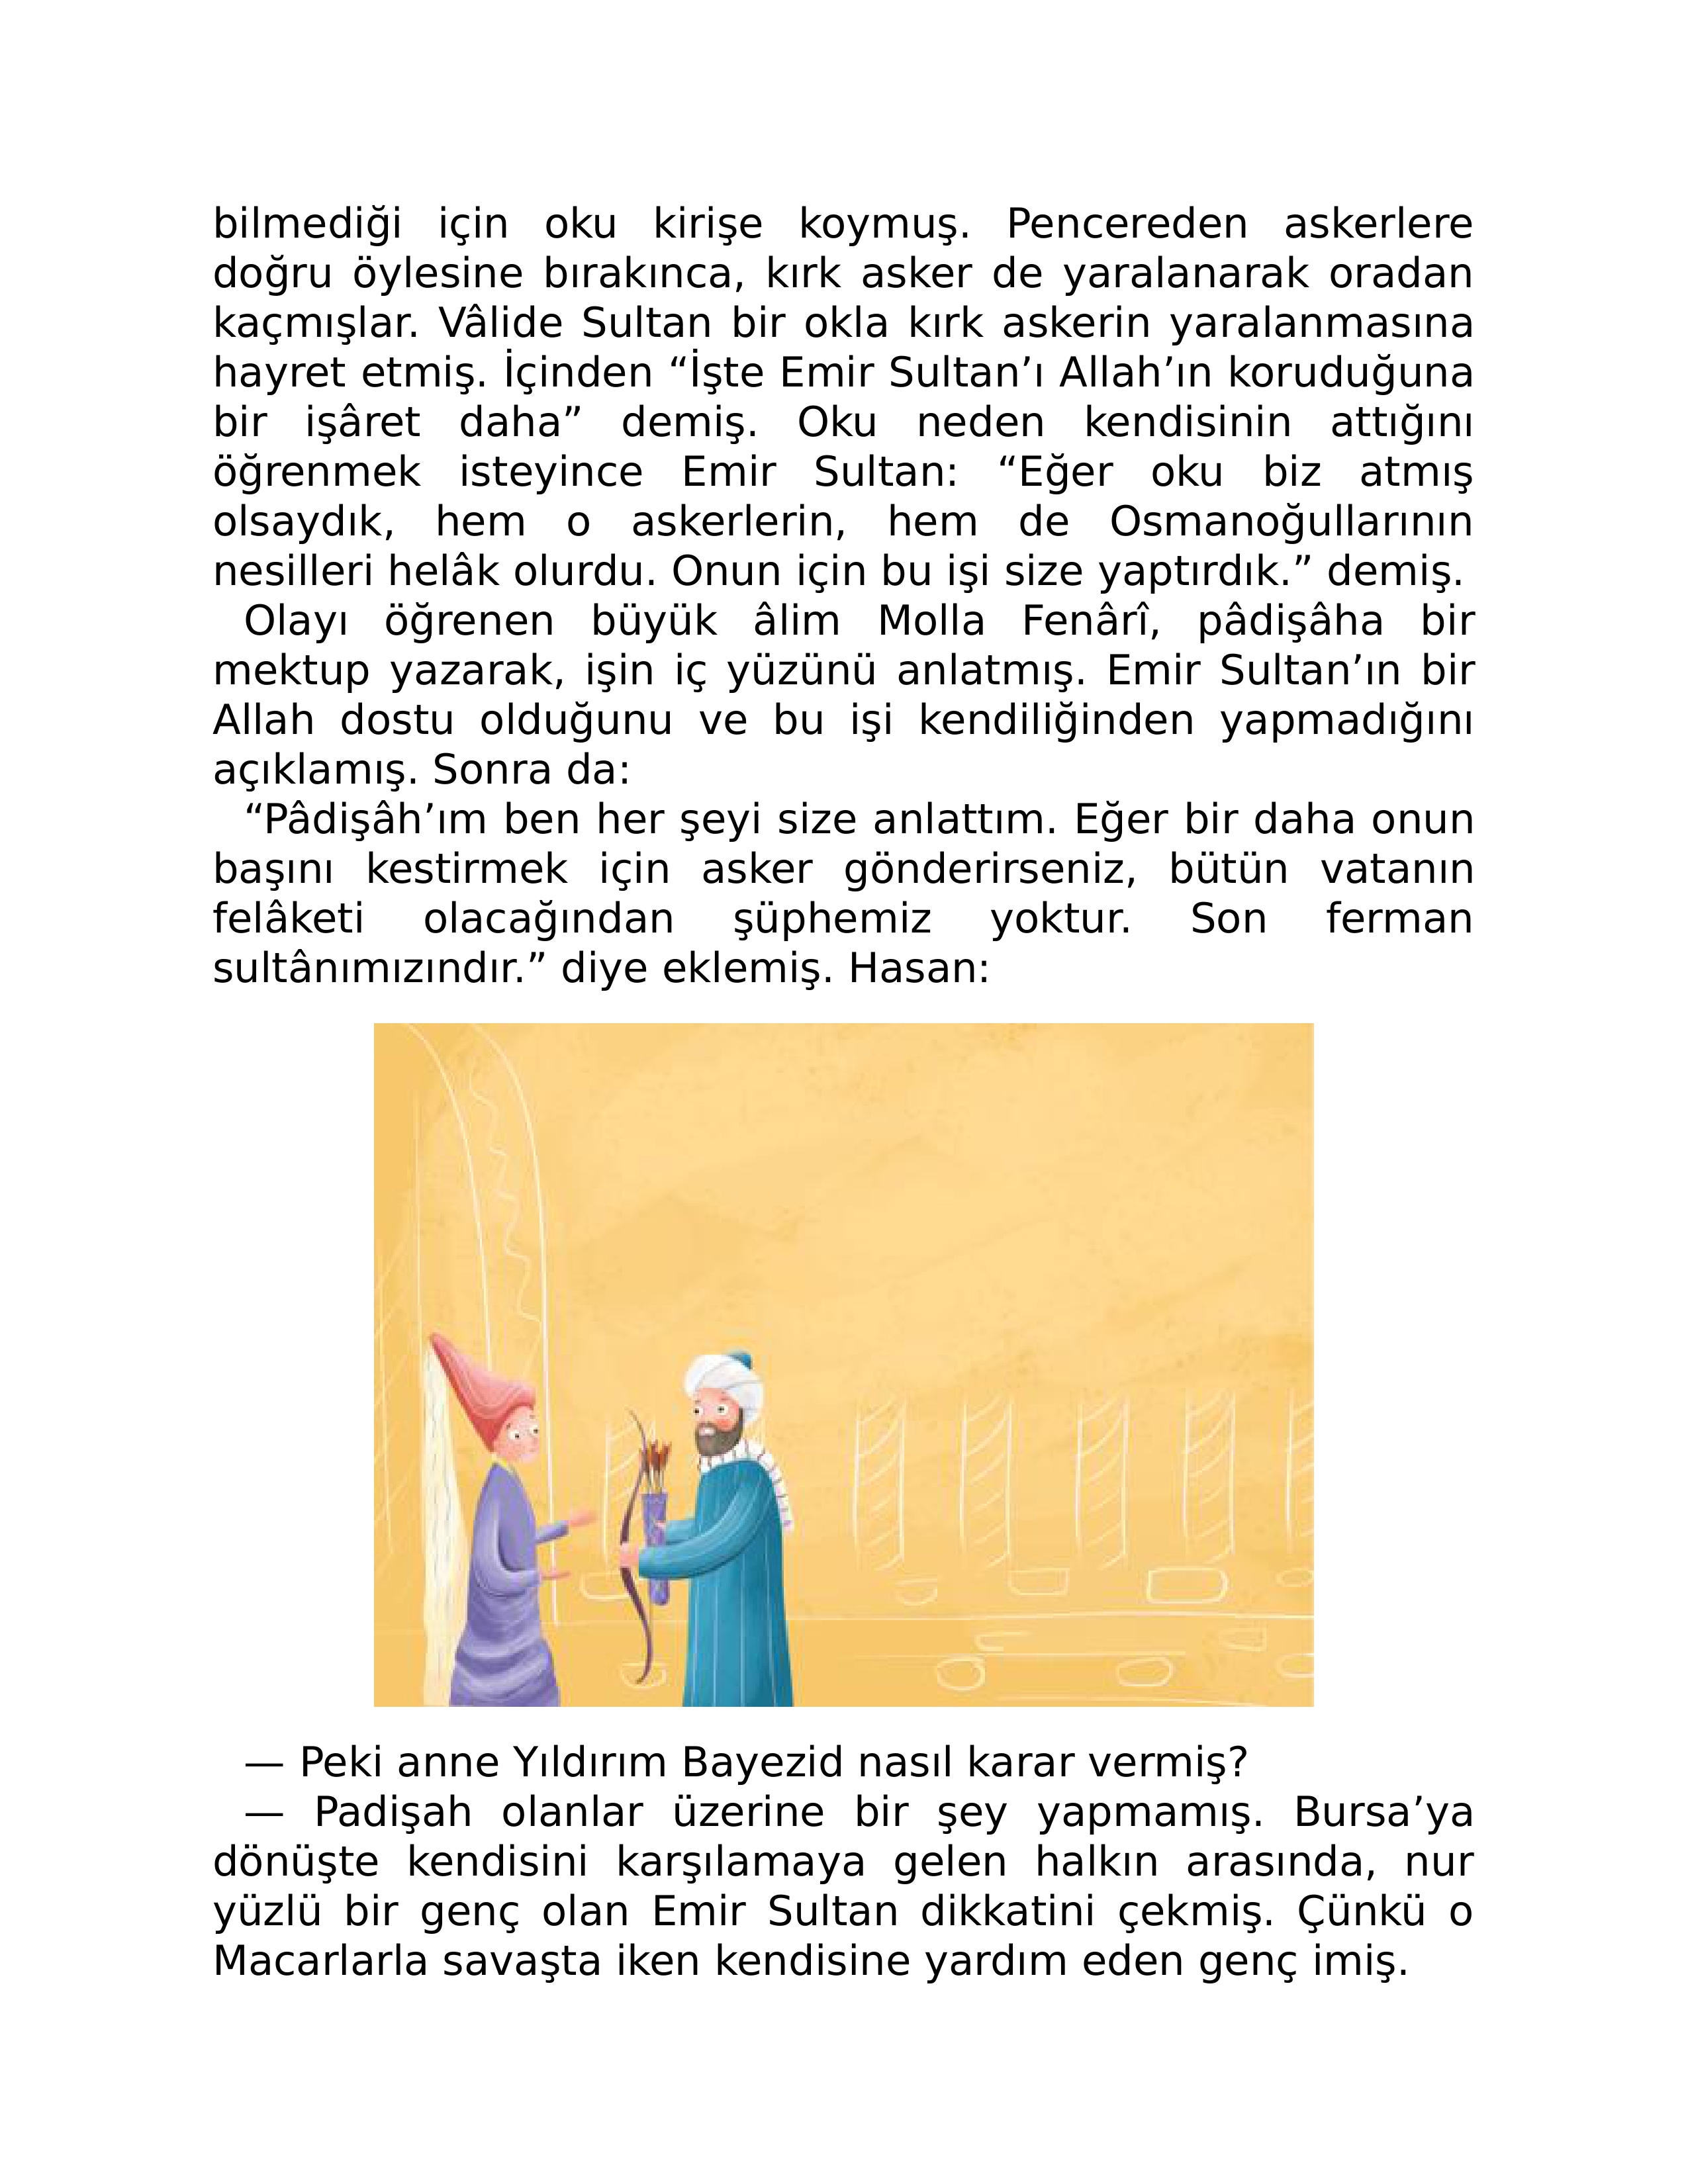 bilmediği için oku kirişe koymuş. Pencereden askerlere
doğru öylesine bırakınca, kırk asker de yaralanarak oradan
kaçmışlar. Vâlide Sultan bir okla kırk askerin yaralanmasına
hayret etmiş. İçinden “İşte Emir Sultan’ı Allah’ın koruduğuna
bir işâret daha” demiş. Oku neden kendisinin attığını
öğrenmek isteyince Emir Sultan: “Eğer oku biz atmış
olsaydık, hem o askerlerin, hem de Osmanoğullarının
nesilleri helâk olurdu. Onun için bu işi size yaptırdık.” demiş.
Olayı öğrenen büyük âlim Molla Fenârî, pâdişâha bir
mektup yazarak, işin iç yüzünü anlatmış. Emir Sultan’ın bir
Allah dostu olduğunu ve bu işi kendiliğinden yapmadığını
açıklamış. Sonra da:
“Pâdişâh’ım ben her şeyi size anlattım. Eğer bir daha onun
başını kestirmek için asker gönderirseniz, bütün vatanın
felâketi olacağından şüphemiz yoktur. Son ferman
sultânımızındır.” diye eklemiş. Hasan:
— Peki anne Yıldırım Bayezid nasıl karar vermiş?
— Padişah olanlar üzerine bir şey yapmamış. Bursa’ya
dönüşte kendisini karşılamaya gelen halkın arasında, nur
yüzlü bir genç olan Emir Sultan dikkatini çekmiş. Çünkü o
Macarlarla savaşta iken kendisine yardım eden genç imiş.